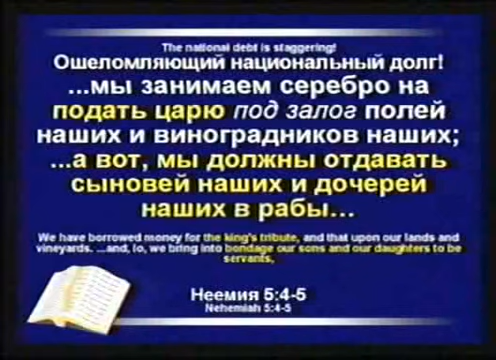 The national debt is staggering!
Ошеломляющий национальный долг!
...мы занимаем серебро на
подать царю под залог полей
наших и виноградников наших;
...а вот, мы должны отдавать
сыновей наших и дочерей
наших в рабы...
We have borrowed money for the king's tribute, and that upon our lands and
vineyards. ...and, lo, we bring into bondage our sons and our daughters to be
servants,
Неемия 5:4-5
Nehemiah 5:4-5